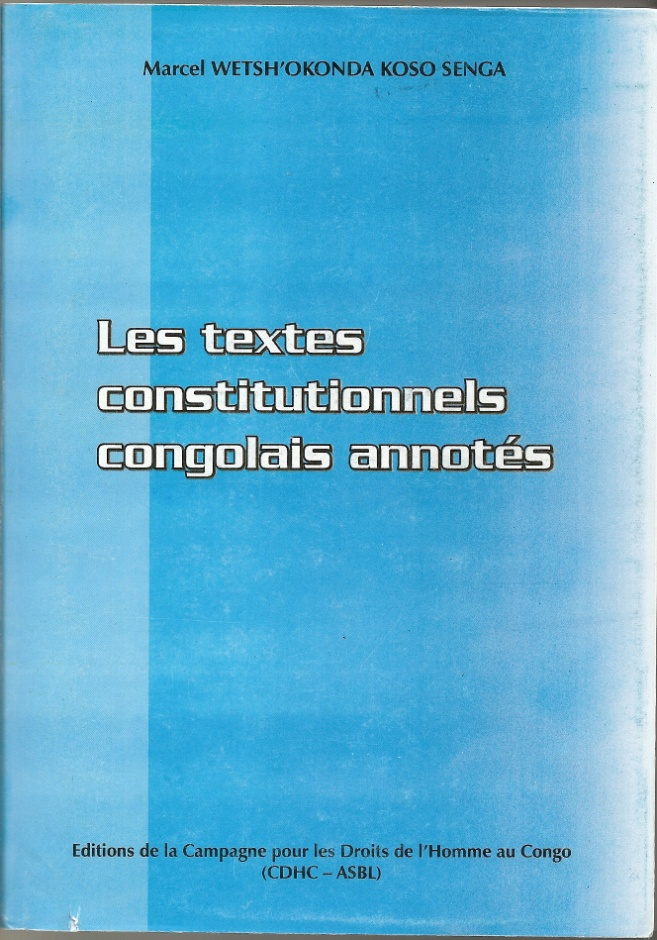 Marcel WETSH'OKONDA KOSO SENGA
Les textes
constitutionnels
congolais annotés
Editions de la Campagne pour les Droits de l'Homme au Congo
(CDHC – ASBL)